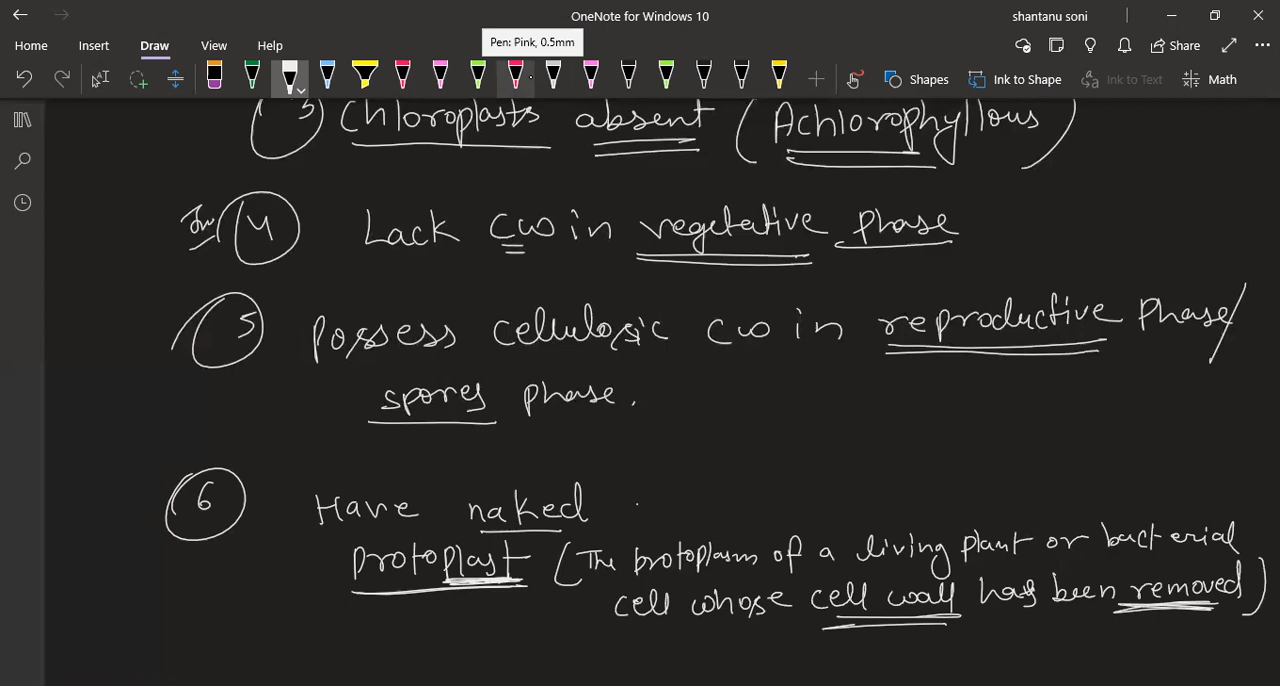 OneNote for Windows 10
shantanu soni
Home Insert Draw View Help
Pen: Pink, 0.5mm
Share
Shapes Ink to Shape Ink to Text Math
3) Chloroplasts absent (Achlorophyllous)
4 Lack CW in vegetative phase
5 Possess cellulosic CW in reproductive Phase/
spores phase.
6 Have naked
protoplast (The protoplasm of a living plant or bacterial
cell whose cell wall has been removed)